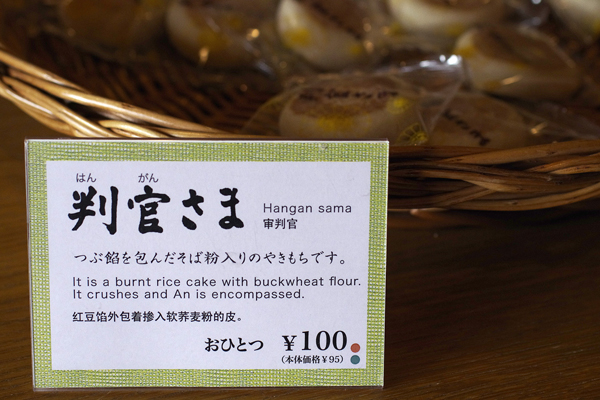 はん がん
判官さま
Hangan sama
审判官
つぶ餡を包んだそば粉入りのやきもちです。
It is a burnt rice cake with buckwheat flour.
It crushes and An is encompassed.
红豆馅外包着掺入软荞麦粉的皮。
おひとつ ¥100
(本体価格¥95)